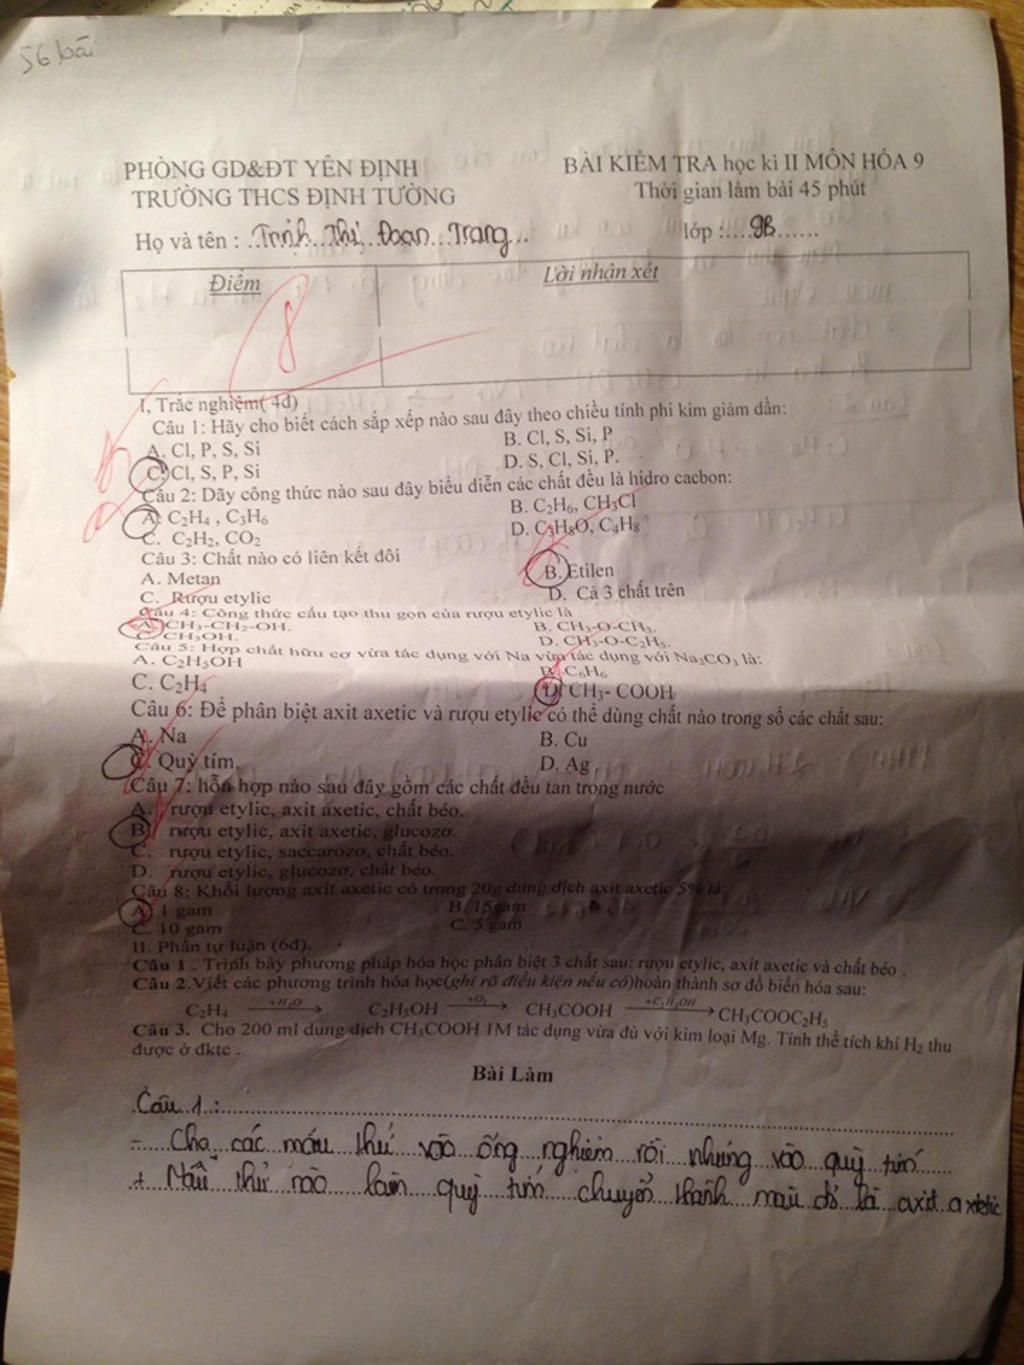 56 bài
PHÒNG GD&ĐT YÊN ĐỊNH
BÀI KIỂM TRA học kì II MÔN HÓA 9
TRƯỜNG THCS ĐỊNH TƯỜNG
Thời gian làm bài 45 phút
Họ và tên : Trịnh Thị Đoan Trang
lớp : 9B
Điểm
Lời nhận xét
8
I, Trắc nghiệm( 4đ)
Câu 1: Hãy cho biết cách sắp xếp nào sau đây theo chiều tính phi kim giảm dần:
A. Cl, P, S, Si
B. Cl, S, Si, P
C. Cl, S, P, Si
D. S, Cl, Si, P.
Câu 2: Dãy công thức nào sau đây biểu diễn các chất đều là hidro cacbon:
A. C₂H₄ , C₃H₆
B. C₂H₆, CH₃Cl
C. C₂H₂, CO₂
D. C₃H₈O, C₄H₈
Câu 3: Chất nào có liên kết đôi
A. Metan
B. Etilen
C. Rượu etylic
D. Cả 3 chất trên
Câu 4: Công thức cấu tạo thu gọn của rượu etylic là
A. CH₃-CH₂-OH.
B. CH₃-O-CH₃.
C. CH₃OH.
D. CH₃-O-C₂H₅.
Câu 5: Hợp chất hữu cơ vừa tác dụng với Na vừa tác dụng với Na₂CO₃ là:
A. C₂H₅OH
B. C₆H₆
C. C₂H₄
D. CH₃- COOH
Câu 6: Để phân biệt axit axetic và rượu etylic có thể dùng chất nào trong số các chất sau:
A. Na
B. Cu
C. Quỳ tím.
D. Ag
Câu 7: hỗn hợp nào sau đây gồm các chất đều tan trong nước
A. rượu etylic, axit axetic, chất béo.
B. rượu etylic, axit axetic, glucozơ.
C. rượu etylic, saccarozơ, chất béo.
D. rượu etylic, glucozơ, chất béo.
Câu 8: Khối lượng axit axetic có trong 20g dung dịch axit axetic 5% là:
A. 1 gam
B. 15gam
C. 10 gam
C. 5 gam
II. Phần tự luận (6đ).
Câu 1 . Trình bày phương pháp hóa học phân biệt 3 chất sau: rượu etylic, axit axetic và chất béo .
Câu 2.Viết các phương trình hóa học(ghi rõ điều kiện nếu có)hoàn thành sơ đồ biến hóa sau:
C₂H₄ +H₂O → C₂H₅OH +O₂ → CH₃COOH +C₂H₅OH → CH₃COOC₂H₅
Câu 3. Cho 200 ml dung dịch CH₃COOH 1M tác dụng vừa đủ với kim loại Mg. Tính thể tích khí H₂ thu
được ở đktc .
Bài Làm
Câu 1 :
- Cho các mẫu thử vào ống nghiệm rồi nhúng vào quỳ tím
+ Mẫu thử nào làm quỳ tím chuyển thành màu đỏ là axit axtetic